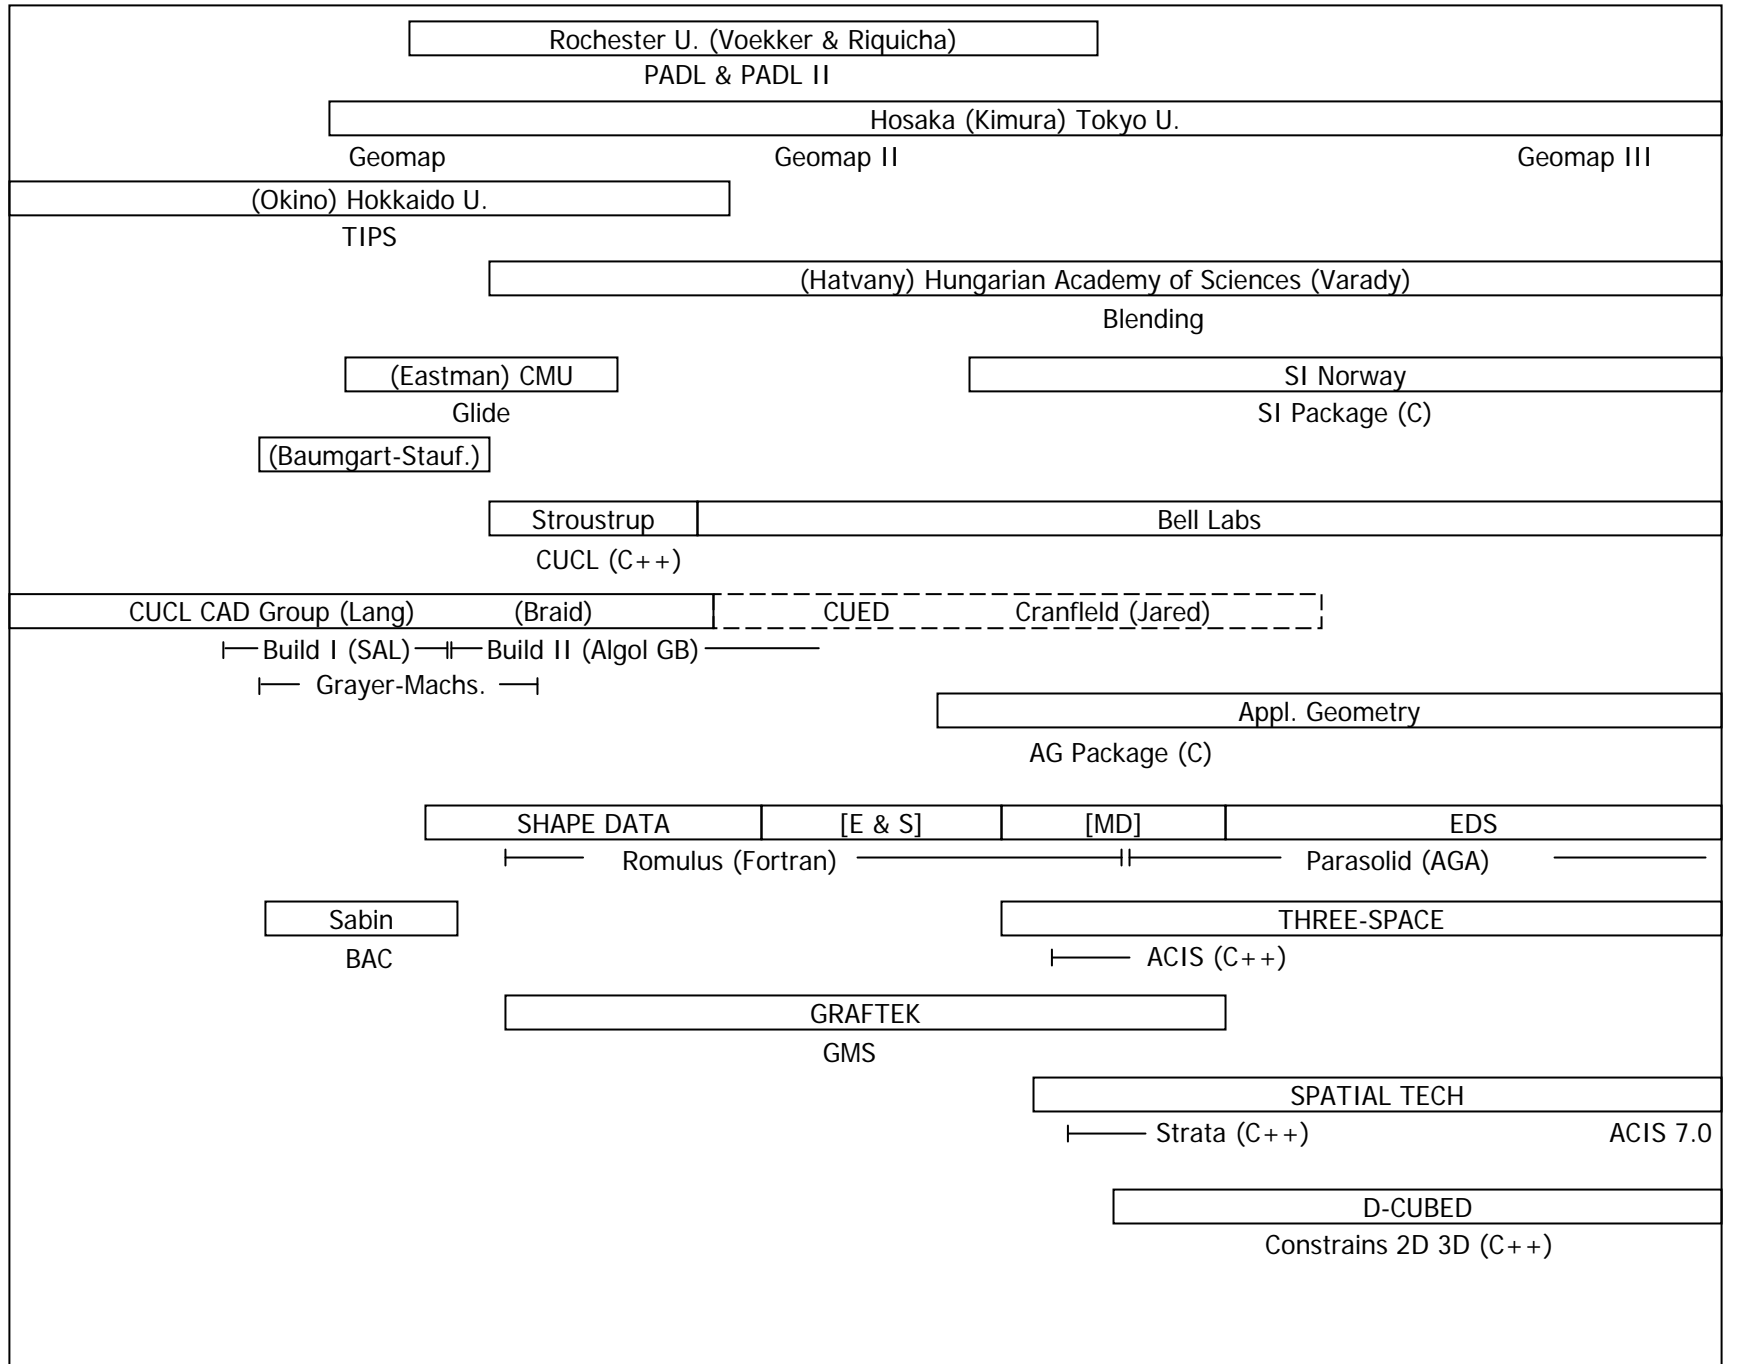 Rochester U. (Voekker & Riquicha)
PADL & PADL II
Hosaka (Kimura) Tokyo U.
Geomap Geomap II Geomap III
(Okino) Hokkaido U.
TIPS
(Hatvany) Hungarian Academy of Sciences (Varady)
Blending
(Eastman) CMU SI Norway
Glide SI Package (C)
(Baumgart-Stauf.)
Stroustrup Bell Labs
CUCL (C++)
CUCL CAD Group (Lang) (Braid) CUED Cranfleld (Jared)
Build I (SAL) Build II (Algol GB)
Grayer-Machs.
Appl. Geometry
AG Package (C)
SHAPE DATA [E & S] [MD] EDS
Romulus (Fortran) Parasolid (AGA)
Sabin THREE-SPACE
BAC ACIS (C++)
GRAFTEK
GMS
SPATIAL TECH
Strata (C++) ACIS 7.0
D-CUBED
Constrains 2D 3D (C++)